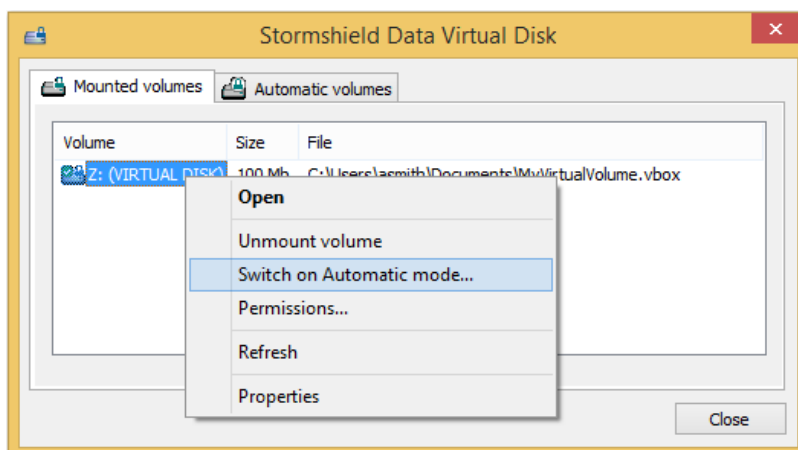 Stormshield Data Virtual Disk
Mounted volumes Automatic volumes
Volume Size File
Z: (VIRTUAL DISK) 100 Mb C:\Users\asmith\Documents\MyVirtualVolume.vbox
Open
Unmount volume
Switch on Automatic mode...
Permissions...
Refresh
Properties
Close